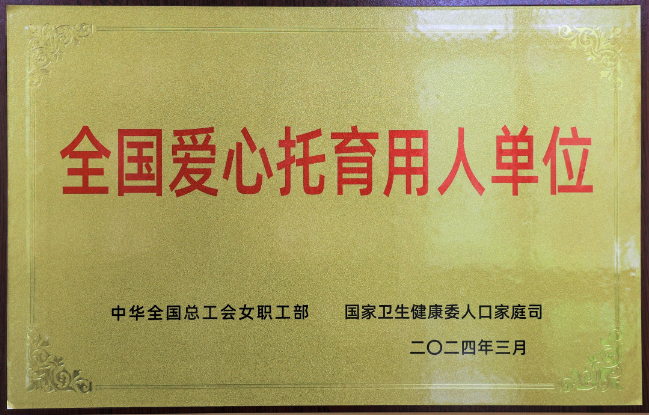 全国爱心托育用人单位
中华全国总工会女职工部 国家卫生健康委人口家庭司
二〇二四年三月